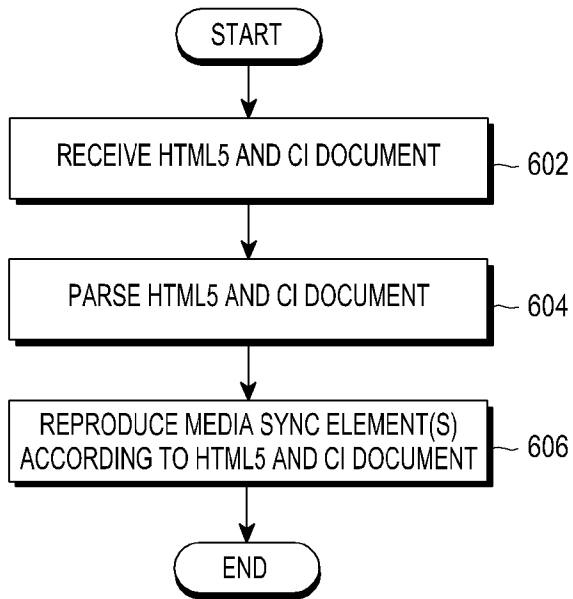 START
RECEIVE HTML5 AND CI DOCUMENT
602
PARSE HTML5 AND CI DOCUMENT
604
REPRODUCE MEDIA SYNC ELEMENT(S)
ACCORDING TO HTML5 AND CI DOCUMENT
606
END